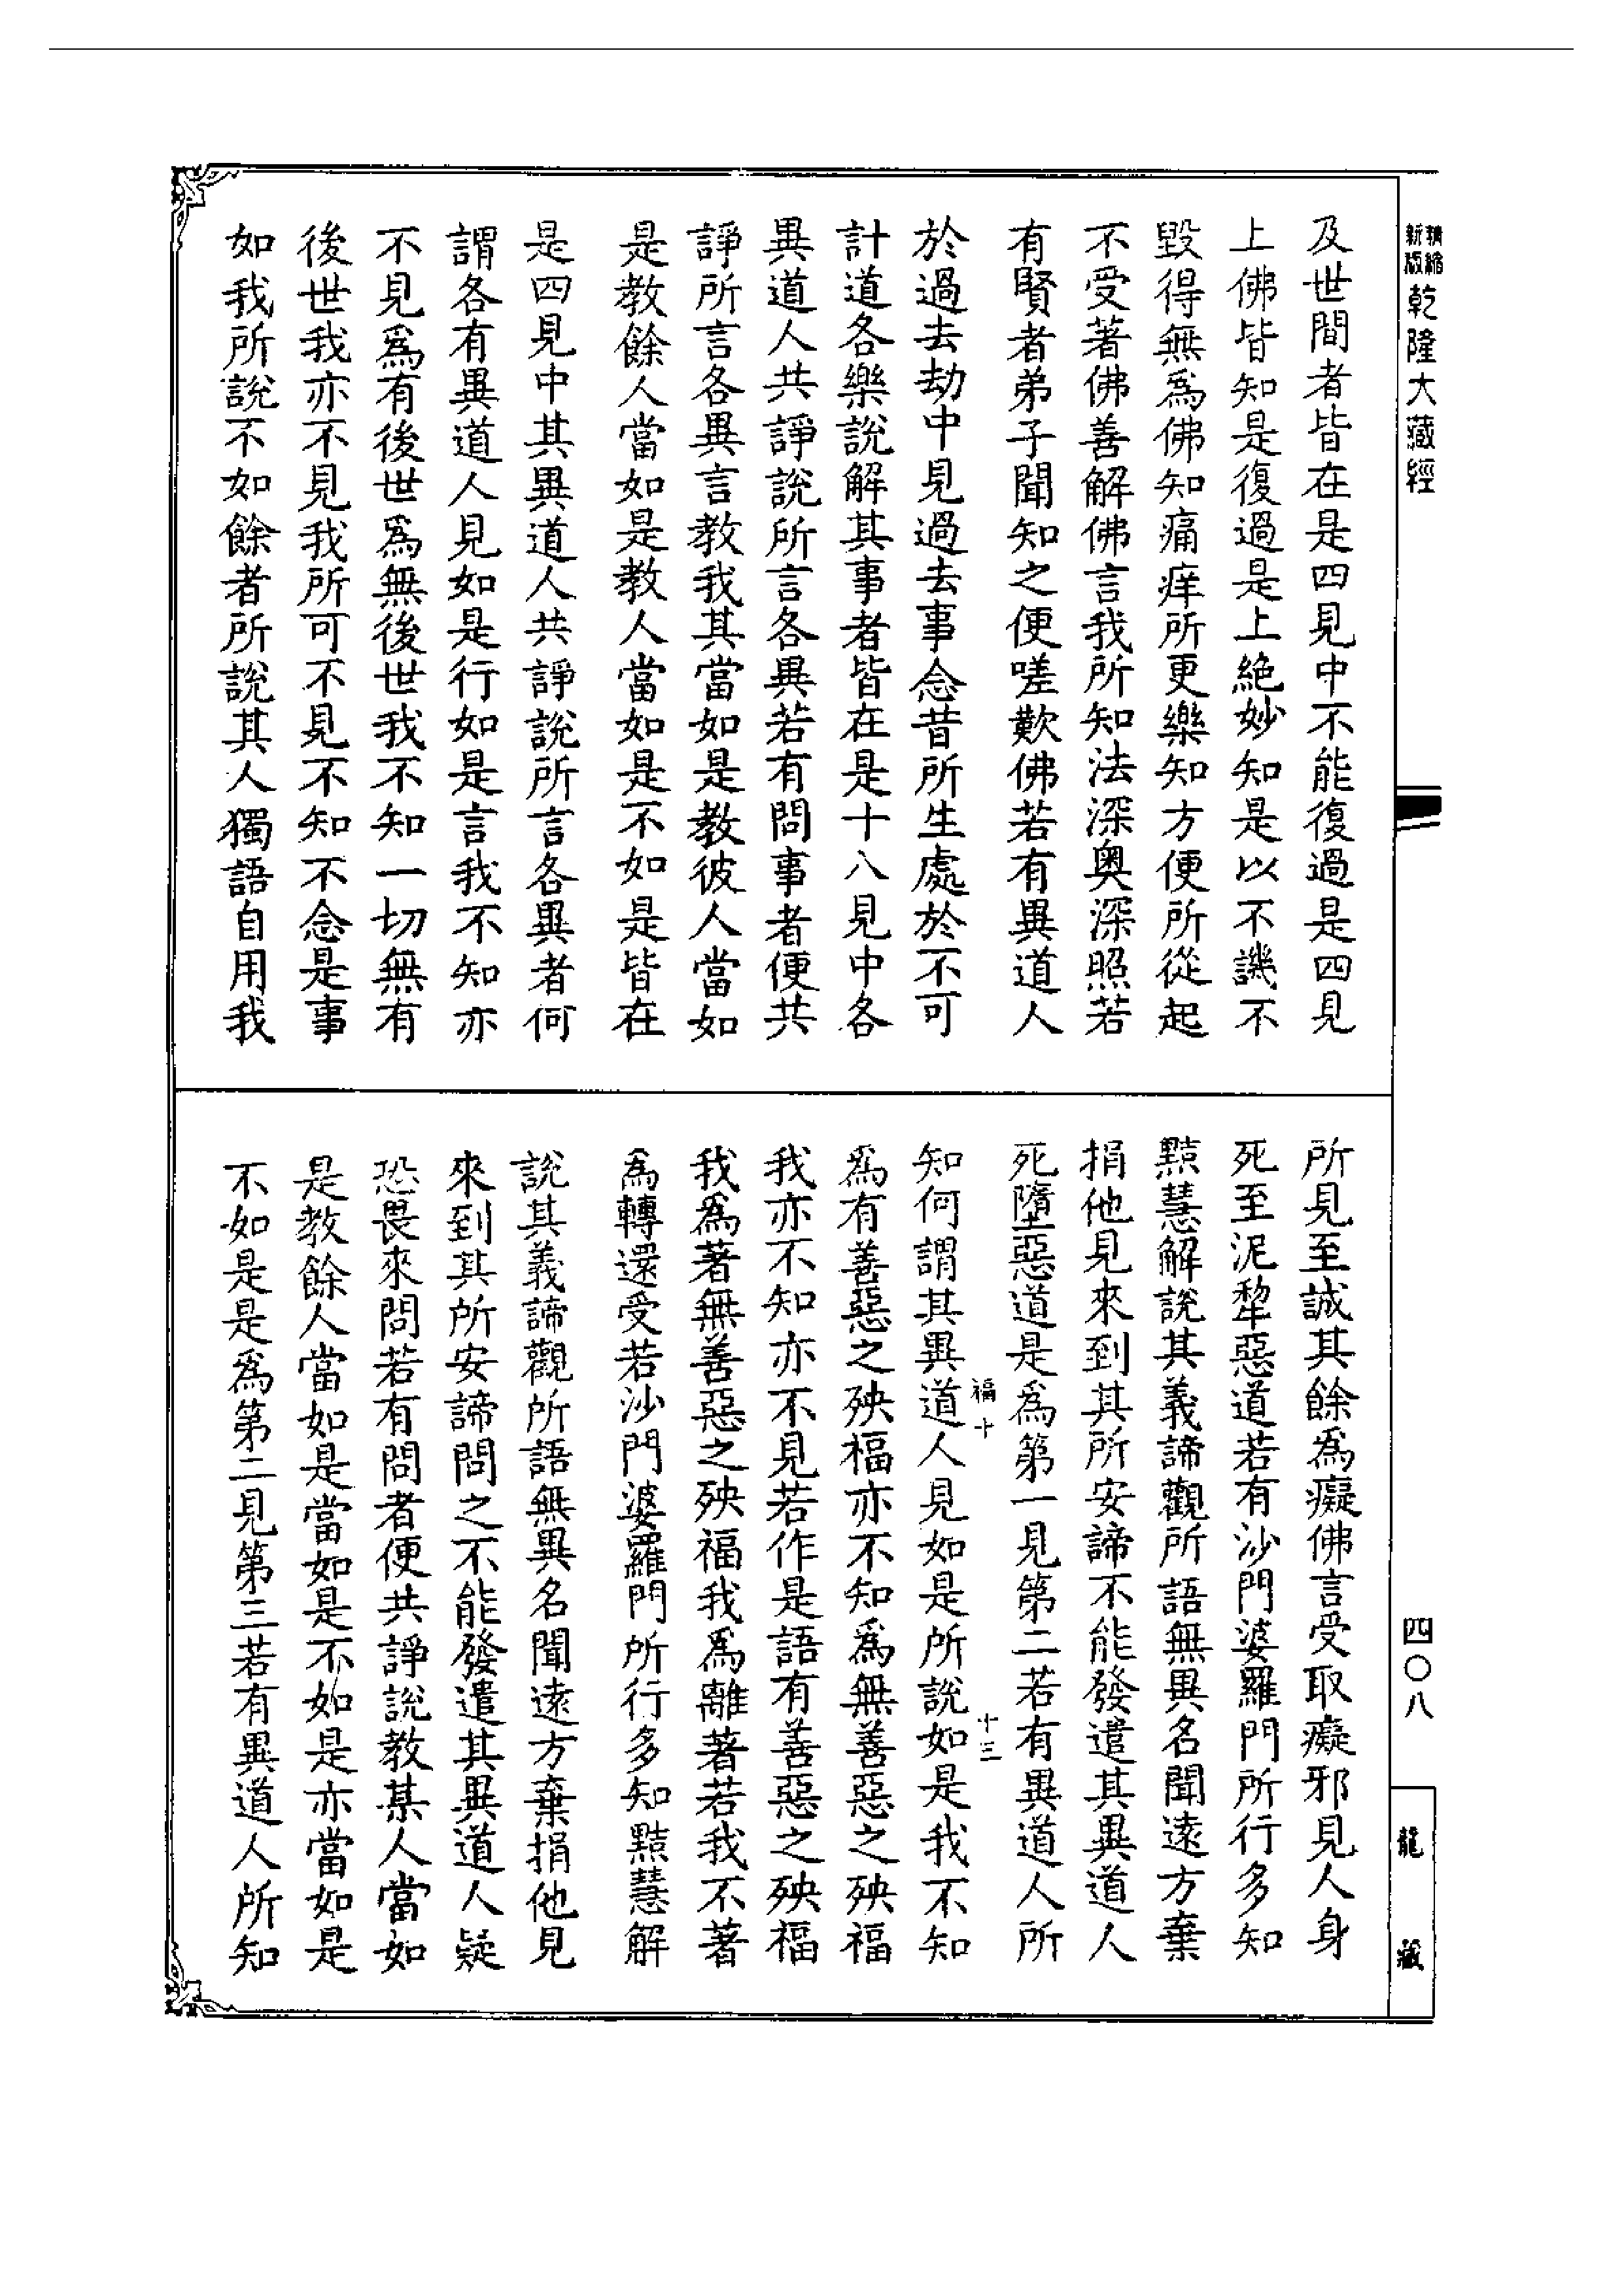 精縮
新版
乾隆大藏經
及世間者皆在是四見中不能復過是四見
上佛皆知是復過是上絕妙知是以不譏不
毀得無為佛知痛痒所更樂知方便所從起
不受著佛善解佛言我所知法深奥深照若
有賢者弟子聞知之便嗟歎佛若有異道人
於過去劫中見過去事念昔所生處於不可
計道各樂說解其事者皆在是十八見中各
異道人共諍說所言各異若有問事者便共
諍所言各異言教我其當如是教彼人當如
是教餘人當如是教人當如是不如是皆在
是四見中其異道人共諍說所言各異者何
謂各有異道人見如是行如是言我不知亦
不見爲有後世爲無後世我不知一切無有
後世我亦不見我所可不見不知不念是事
如我所說不如餘者所說其人獨語自用我
所見至誠其餘爲癡佛言受取癡邪見人身
死至泥犂惡道若有沙門婆羅門所行多知
黠慧解說其義諦觀所語無異名聞遠方棄
捐他見來到其所安諦不能發遣其異道人
死墮惡道是爲第一見第二若有異道人所
知何謂其異道人見如是所說如是我不知
爲有善惡之殃福亦不知爲無善惡之殃福
我亦不知亦不見若作是語有善惡之殃福
我爲著無善惡之殃福我爲離著若我不著
爲轉還受若沙門婆羅門所行多知黠慧解
說其義諦觀所語無異名聞遠方棄捐他見
來到其所安諦問之不能發遣其異道人疑
恐畏來問若有問者便共諍說教某人當如
是教餘人當如是當如是不如是亦當如是
不如是是爲第二見第三若有異道人所知
福十
十三
四〇八
龍藏